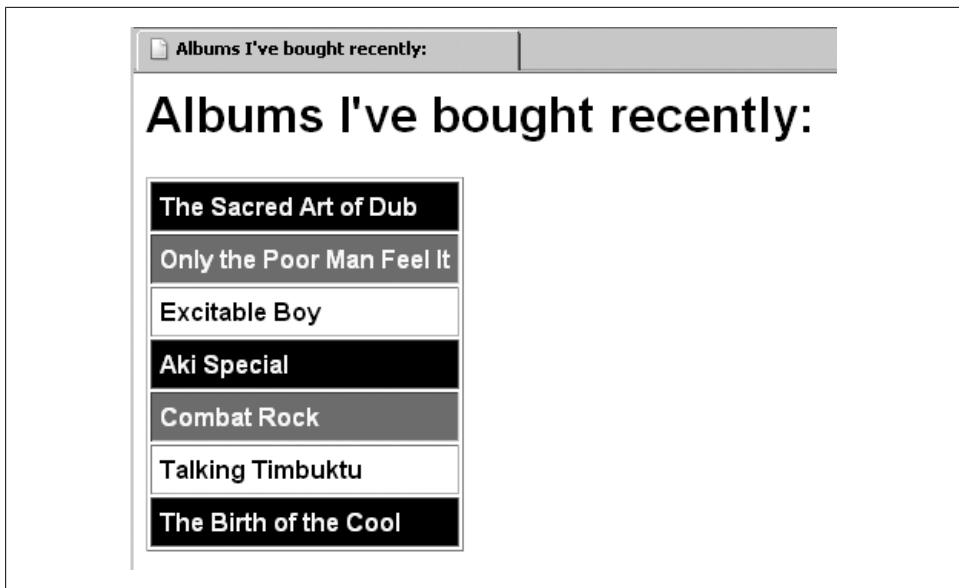 Albums I've bought recently:
Albums I've bought recently:
The Sacred Art of Dub
Only the Poor Man Feel It
Excitable Boy
Aki Special
Combat Rock
Talking Timbuktu
The Birth of the Cool